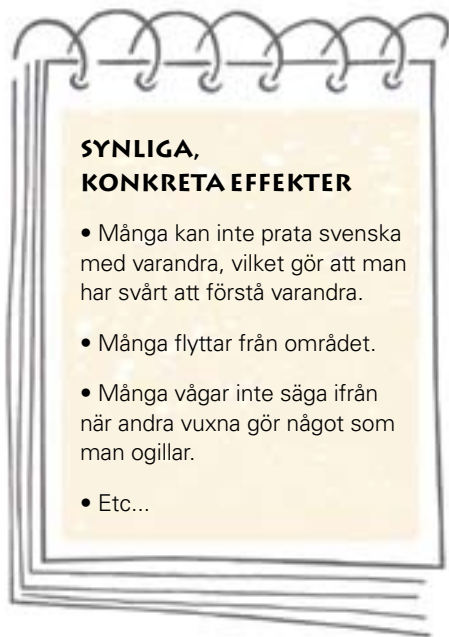 SYNLIGA,
KONKRETA EFFEKTER
• Många kan inte prata svenska
med varandra, vilket gör att man
har svårt att förstå varandra.
• Många flyttar från området.
• Många vågar inte säga ifrån
när andra vuxna gör något som
man ogillar.
• Etc...